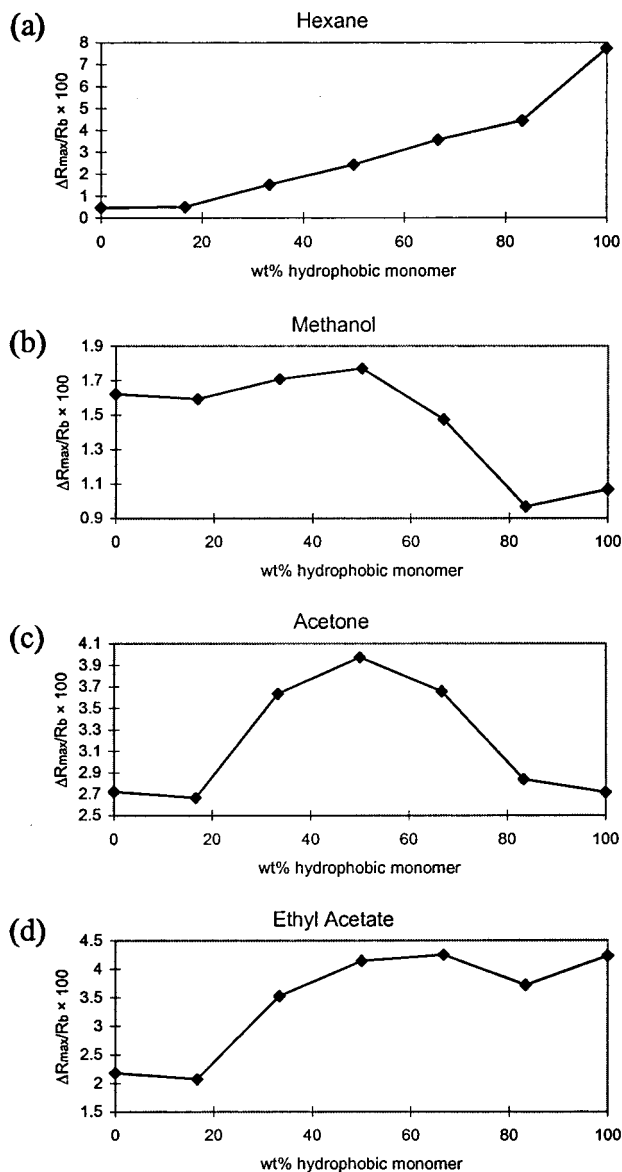 (a)
Hexane
ΔRmax/Rb × 100
8
7
6
5
4
3
2
1
0
0 20 40 60 80 100
wt% hydrophobic monomer
(b)
Methanol
ΔRmax/Rb × 100
1.9
1.7
1.5
1.3
1.1
0.9
0 20 40 60 80 100
wt% hydrophobic monomer
(c)
Acetone
ΔRmax/Rb × 100
4.1
3.9
3.7
3.5
3.3
3.1
2.9
2.7
2.5
0 20 40 60 80 100
wt% hydrophobic monomer
(d)
Ethyl Acetate
ΔRmax/Rb × 100
4.5
4
3.5
3
2.5
2
1.5
0 20 40 60 80 100
wt% hydrophobic monomer